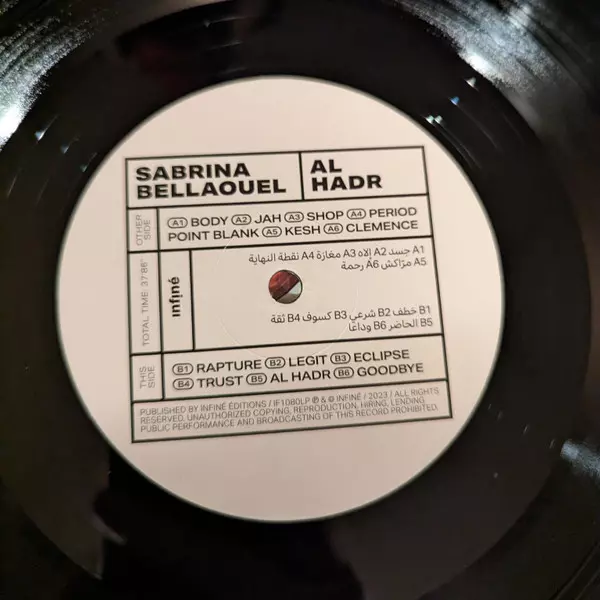 SABRINA
BELLAOUEL
AL
HADR
OTHER
SIDE
A1 BODY A2 JAH A3 SHOP A4 PERIOD
POINT BLANK A5 KESH A6 CLEMENCE
TOTAL TIME: 37'86"
infiné
A1 جسد A2 إلاه A3 مغازة A4 نقطة النهاية
A5 مرّاكش A6 رحمة
B1 خطف B2 شرعي B3 كسوف B4 ثقة
B5 الحاضر B6 وداعًا
THIS
SIDE
B1 RAPTURE B2 LEGIT B3 ECLIPSE
B4 TRUST B5 AL HADR B6 GOODBYE
PUBLISHED BY INFINÉ ÉDITIONS / IF1080LP ℗ & © INFINÉ / 2023 / ALL RIGHTS
RESERVED. UNAUTHORIZED COPYING, REPRODUCTION, HIRING, LENDING
PUBLIC PERFORMANCE AND BROADCASTING OF THIS RECORD PROHIBITED.